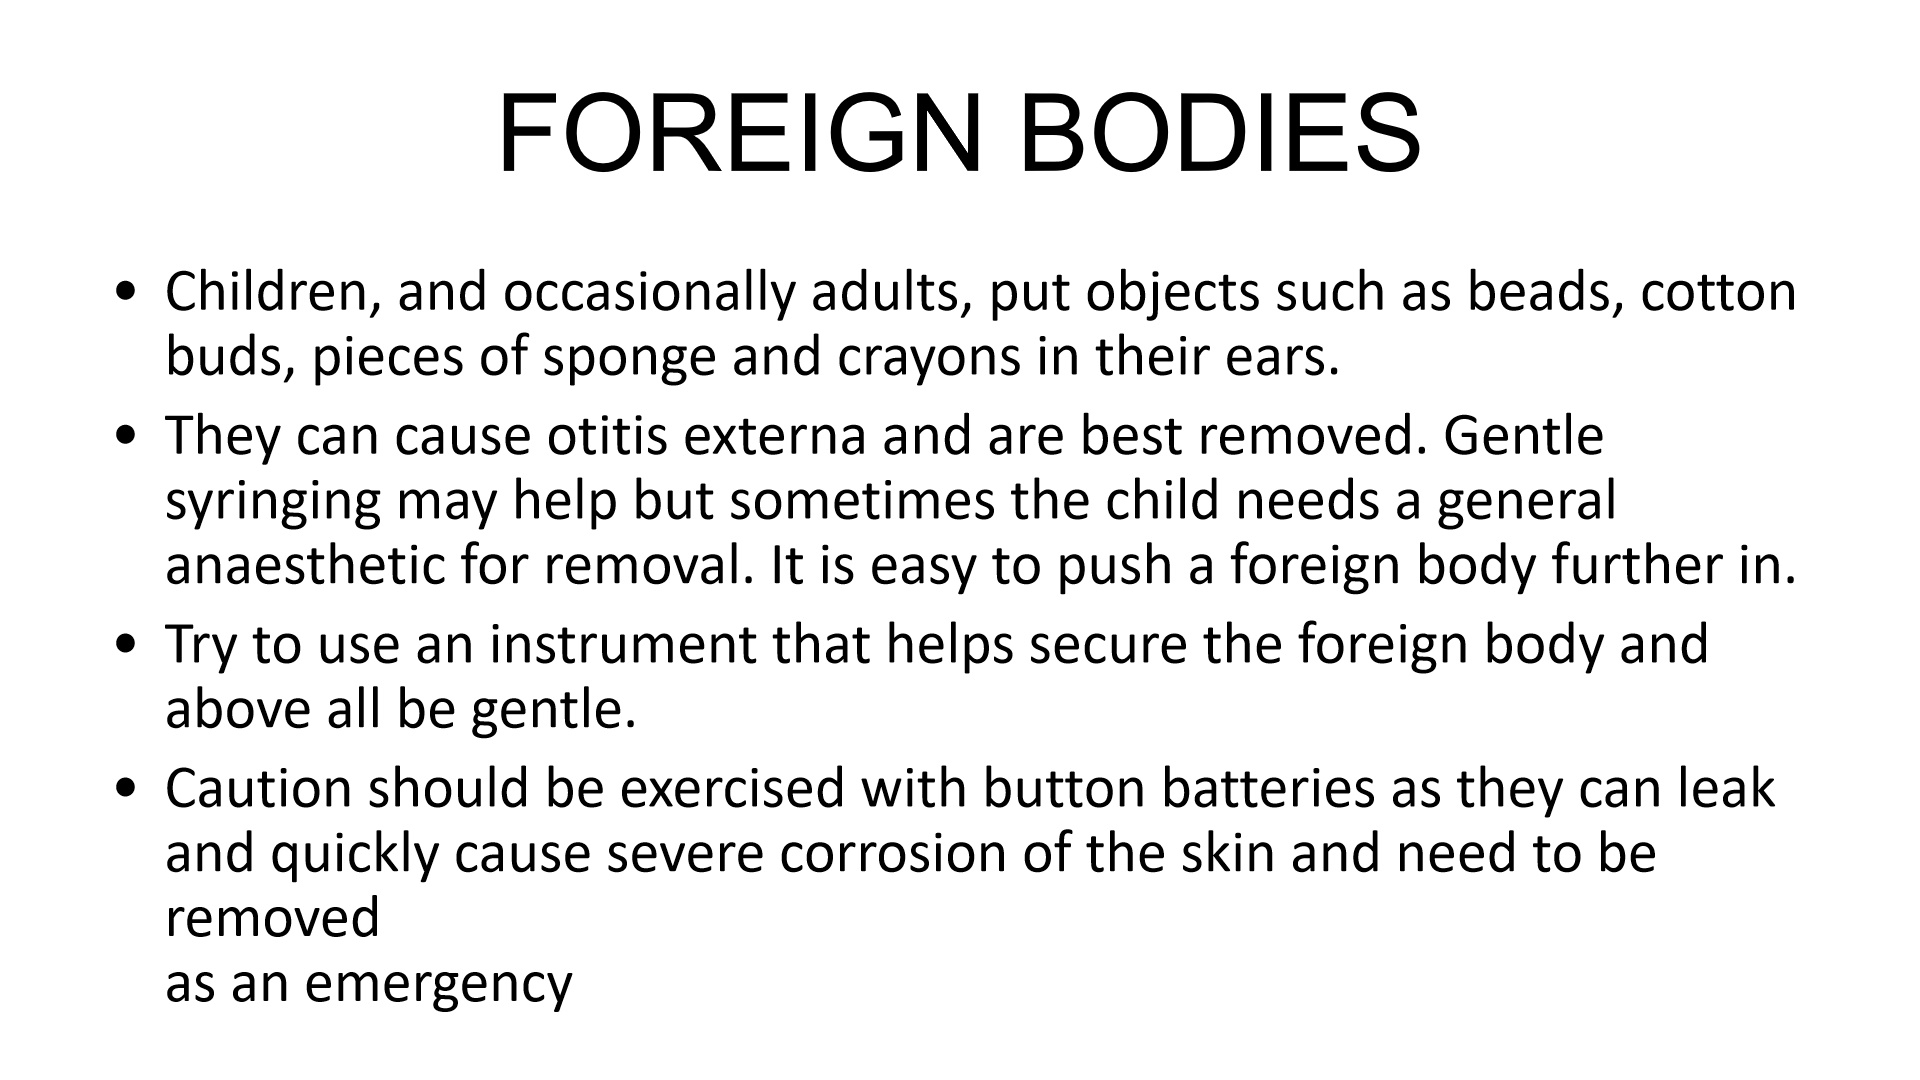 FOREIGN BODIES
• Children, and occasionally adults, put objects such as beads, cotton
buds, pieces of sponge and crayons in their ears.
• They can cause otitis externa and are best removed. Gentle
syringing may help but sometimes the child needs a general
anaesthetic for removal. It is easy to push a foreign body further in.
• Try to use an instrument that helps secure the foreign body and
above all be gentle.
• Caution should be exercised with button batteries as they can leak
and quickly cause severe corrosion of the skin and need to be
removed
as an emergency